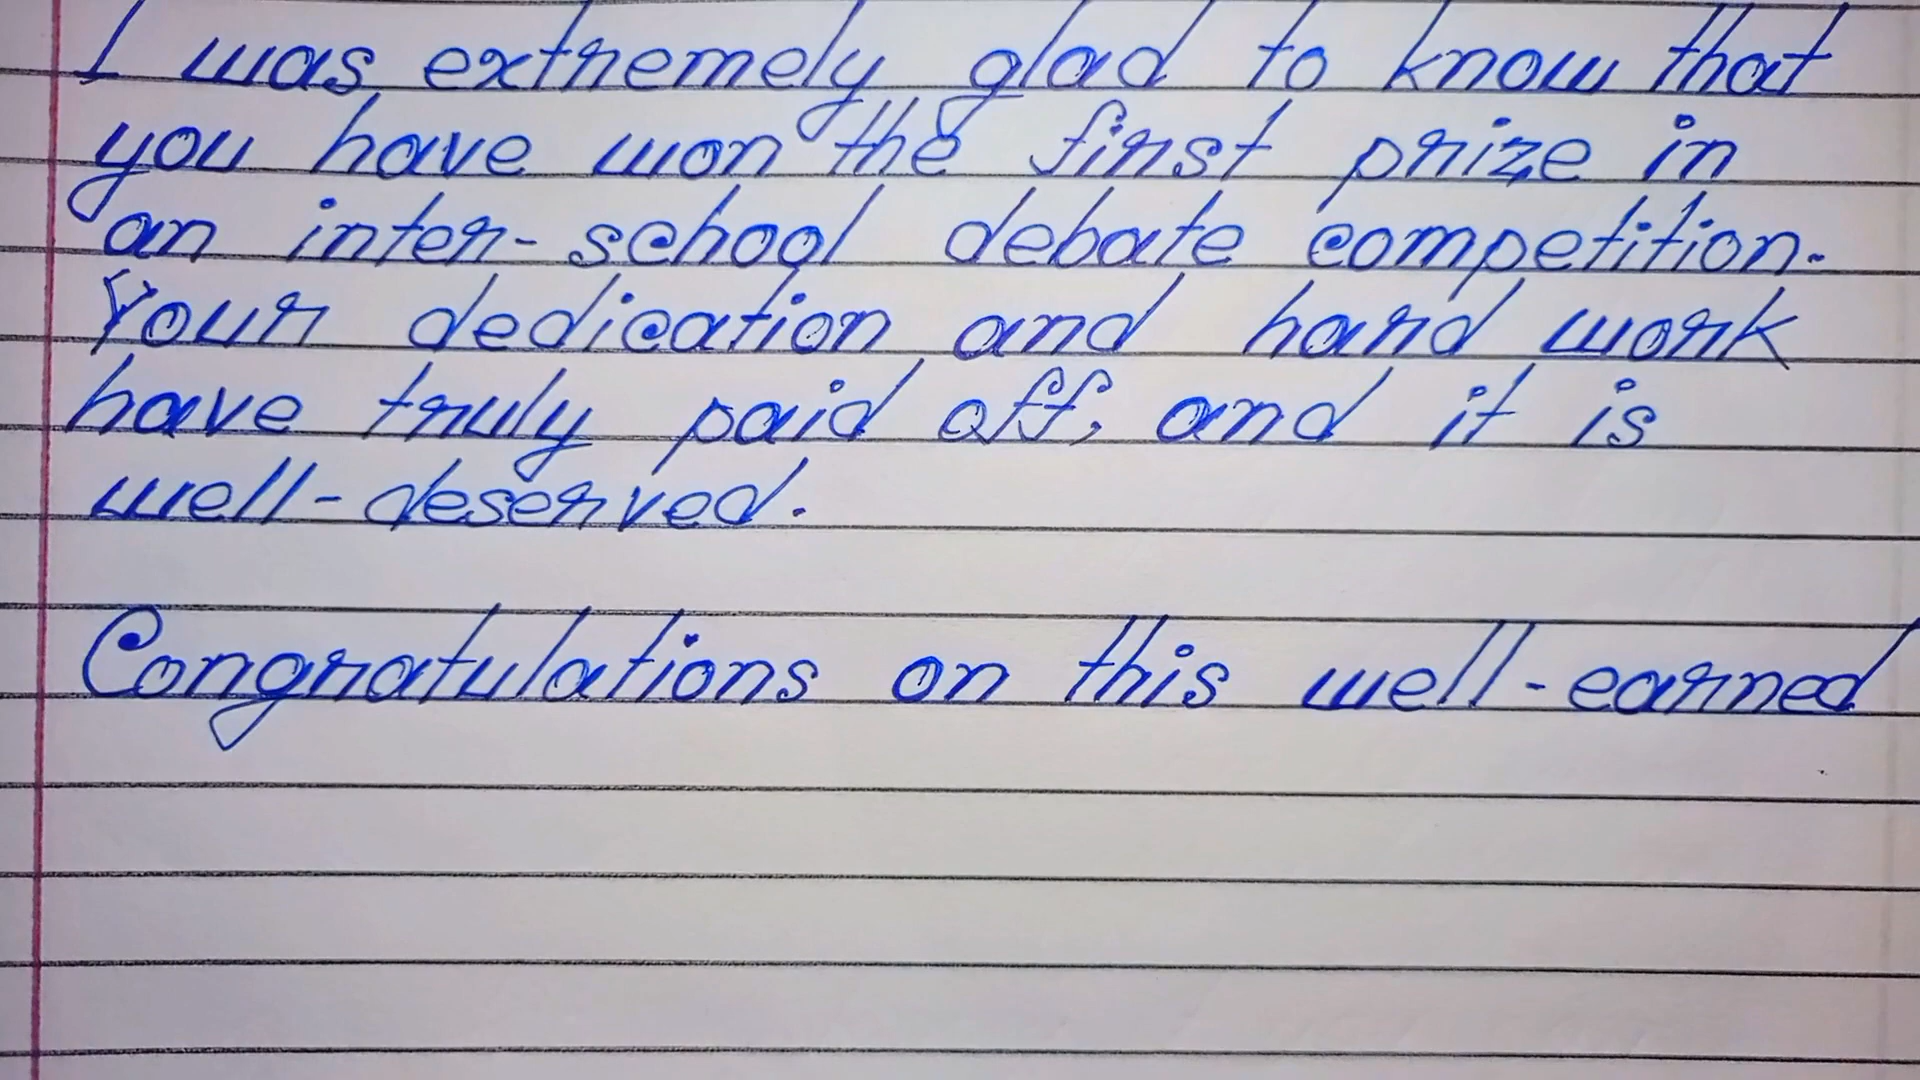 I was extremely glad to know that
you have won the first prize in
an inter-school debate competition.
Your dedication and hard work
have truly paid off, and it is
well-deserved.
Congratulations on this well-earned